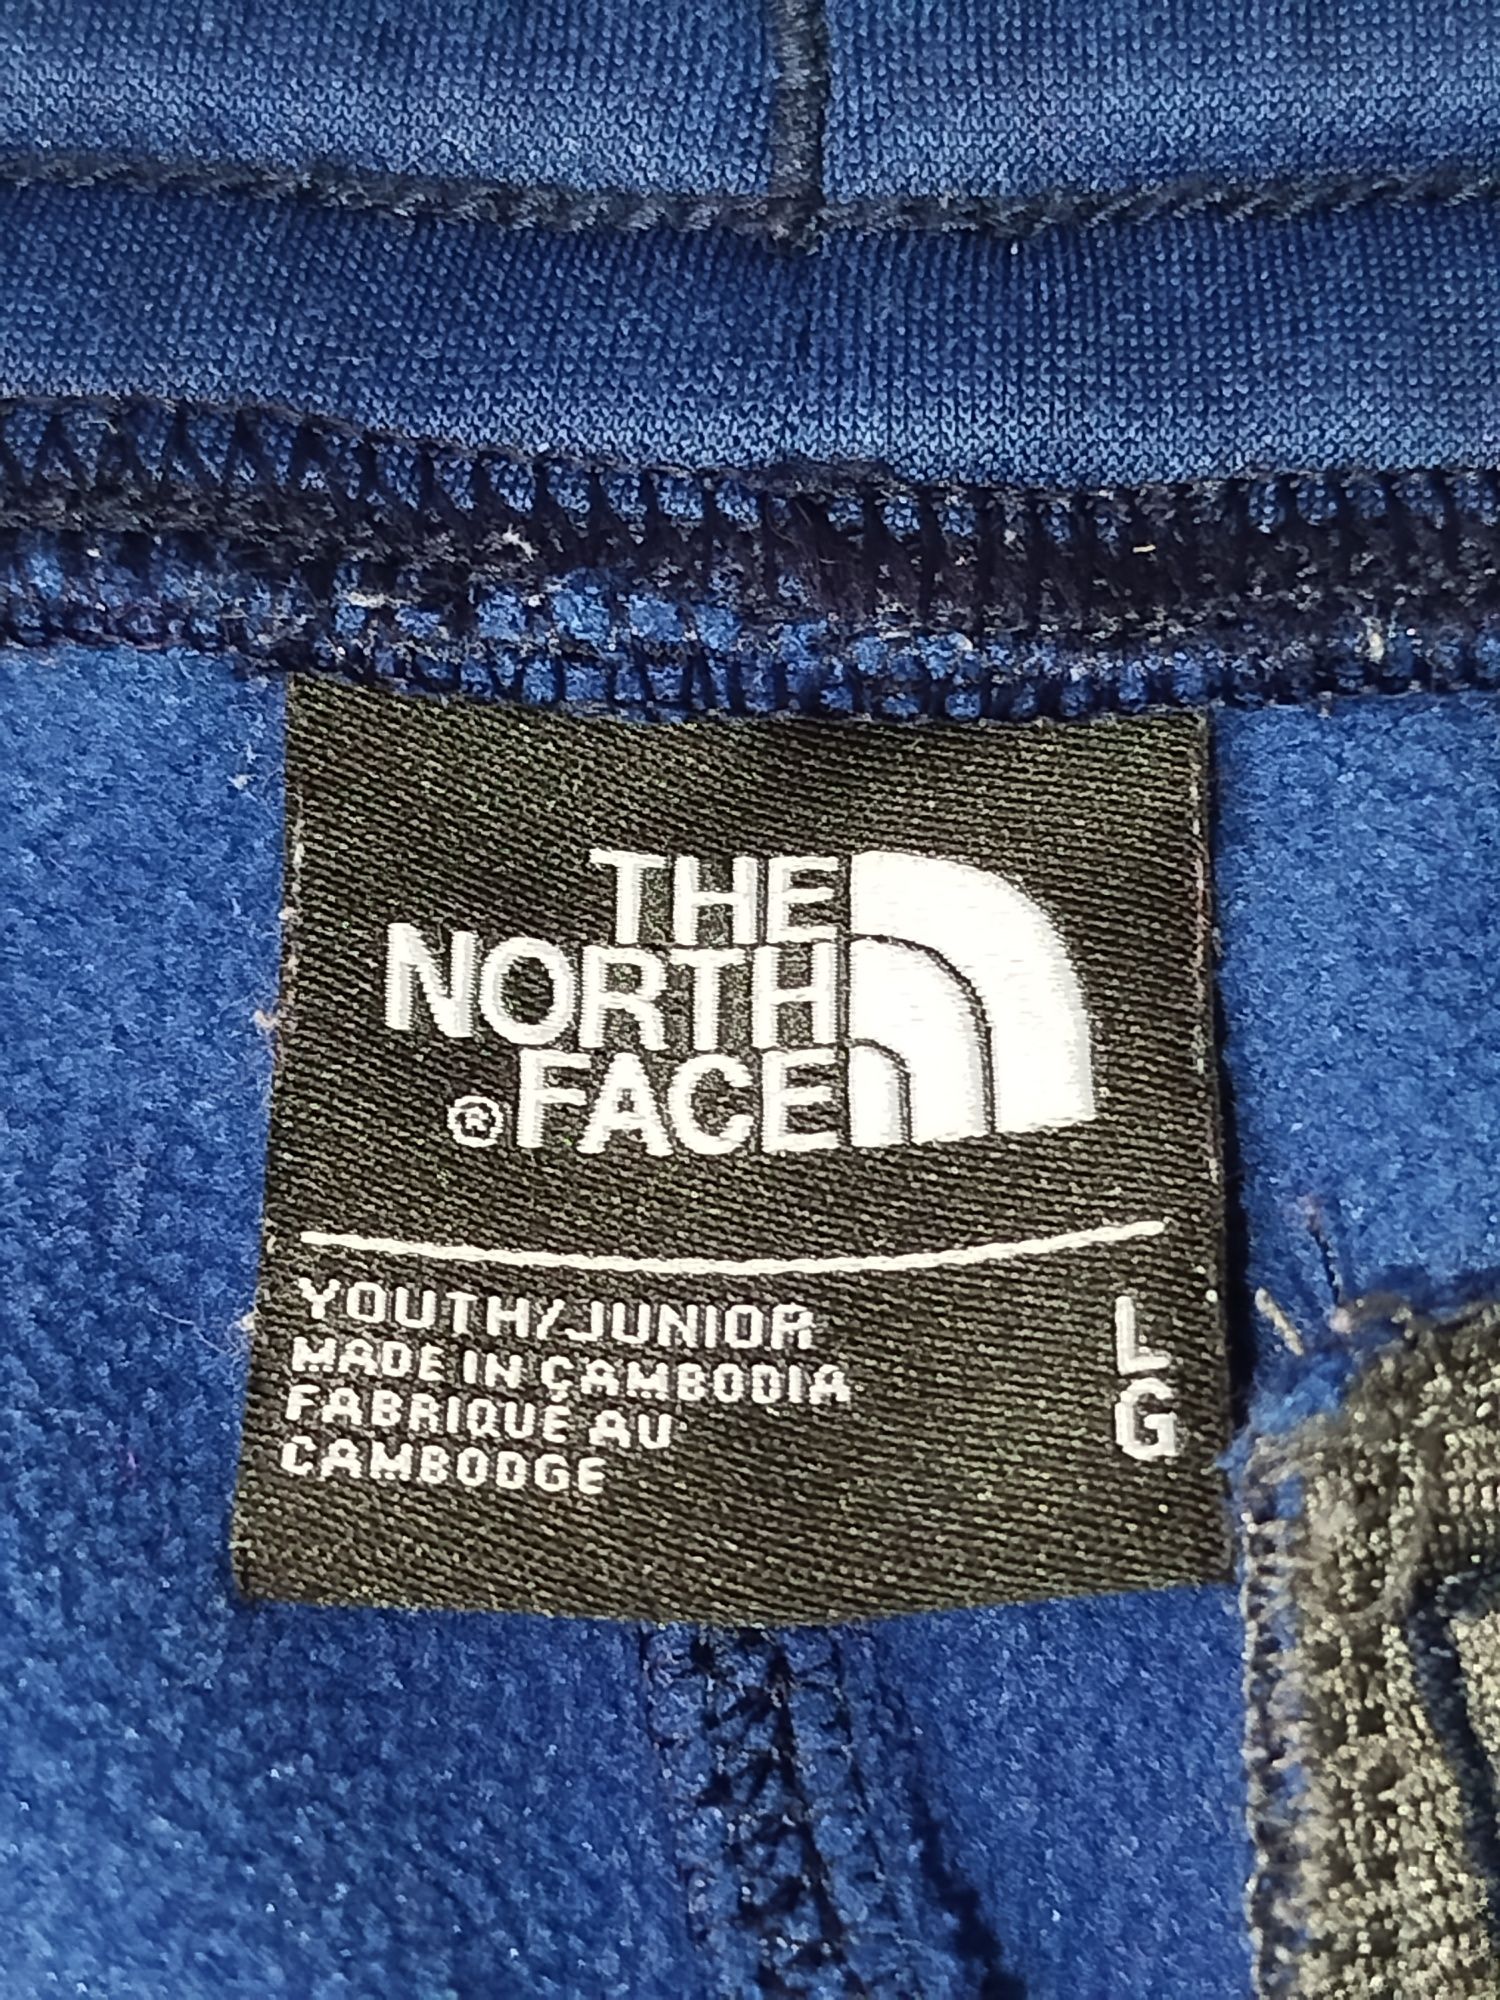 THE
NORTH
FACE
®
YOUTH/JUNIOR
MADE IN CAMBODIA
FABRIQUÉ AU
CAMBODGE
L
G